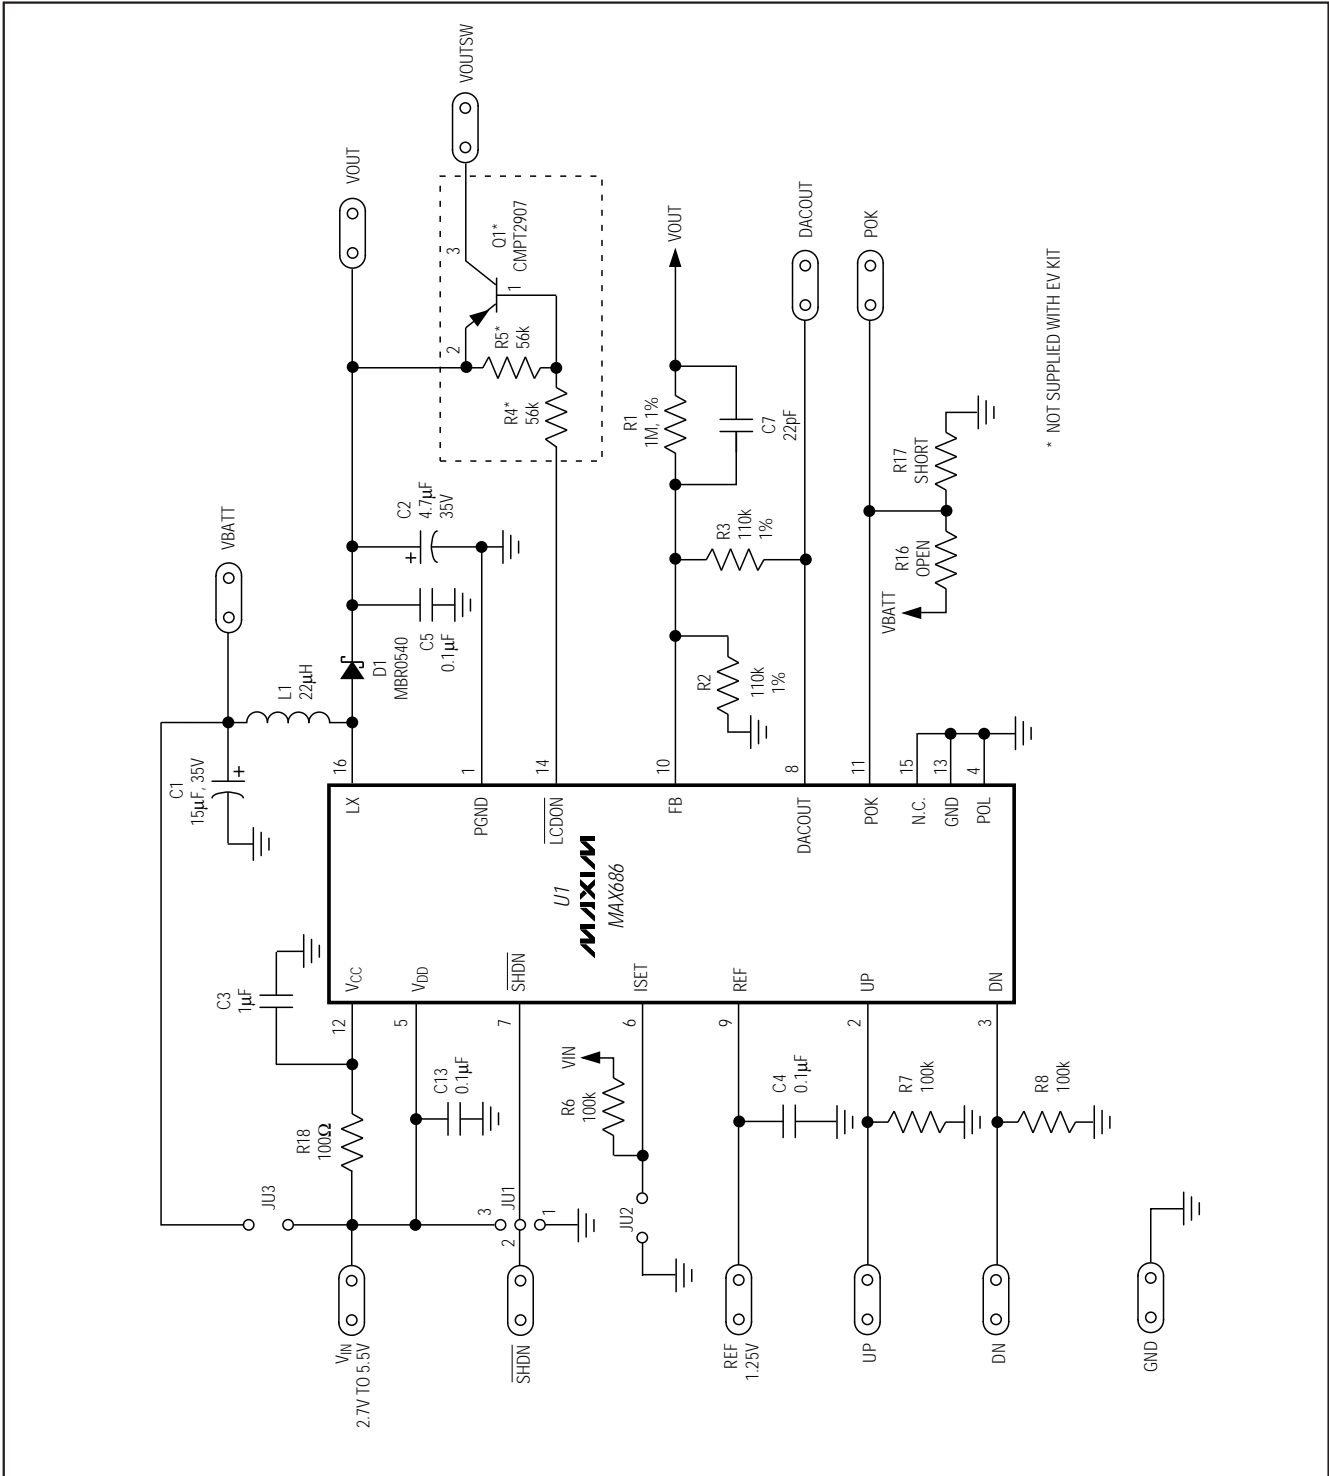 VIN
2.7V TO 5.5V
JU3
R18
100Ω
C3
1µF
12
VCC
5
VDD
C13
0.1µF
SHDN
3
2
JU1
1
7
SHDN
VIN
R6
100k
JU2
6
ISET
REF
1.25V
C4
0.1µF
9
REF
UP
R7
100k
2
UP
DN
R8
100k
3
DN
GND
U1
MAXIM
MAX686
C1
15µF, 35V
+
VBATT
L1
22µH
LX
16
D1
MBR0540
VOUT
C5
0.1µF
C2
4.7µF
35V
+
PGND
1
LCDON
14
R4*
56k
R5*
56k
2
1
3
Q1*
CMPT2907
VOUTSW
FB
10
R2
110k
1%
R3
110k
1%
R1
1M, 1%
C7
22pF
VOUT
DACOUT
8
DACOUT
POK
11
POK
VBATT
R16
OPEN
R17
SHORT
N.C.
15
GND
13
POL
4
* NOT SUPPLIED WITH EV KIT